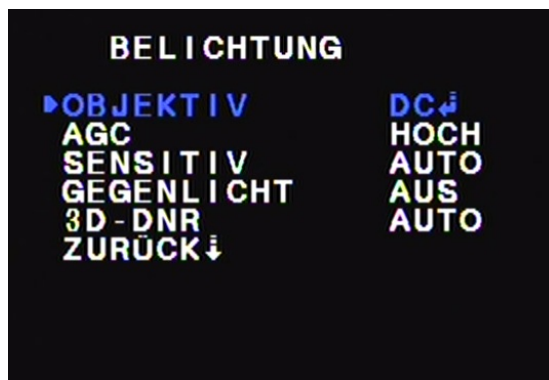 BELICHTUNG
OBJEKTIV DC
AGC HOCH
SENSITIV AUTO
GEGENLICHT AUS
3D-DNR AUTO
ZURÜCK